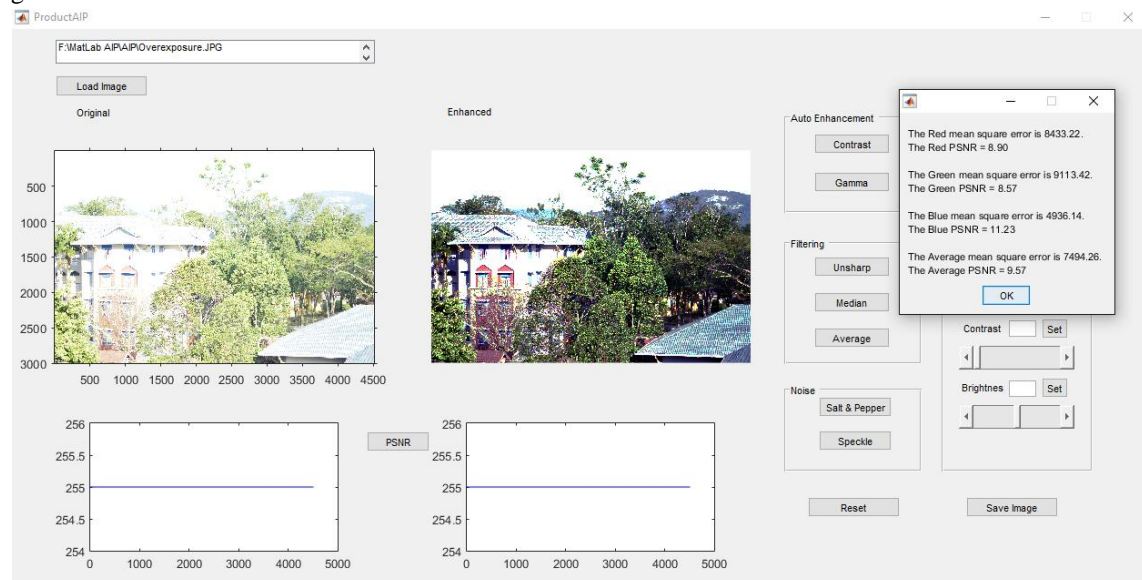 ProductAIP
F:\MatLab AIP\AIP\Overexposure.JPG
Load Image
Original
Enhanced
500
1000
1500
2000
2500
3000
500 1000 1500 2000 2500 3000 3500 4000 4500
256
255.5
255
254.5
254
0 1000 2000 3000 4000 5000
PSNR
256
255.5
255
254.5
254
0 1000 2000 3000 4000 5000
Auto Enhancement
Contrast
Gamma
Filtering
Unsharp
Median
Average
Noise
Salt & Pepper
Speckle
Reset
The Red mean square error is 8433.22.
The Red PSNR = 8.90
The Green mean square error is 9113.42.
The Green PSNR = 8.57
The Blue mean square error is 4936.14.
The Blue PSNR = 11.23
The Average mean square error is 7494.26.
The Average PSNR = 9.57
OK
Contrast Set
Brightnes Set
Save Image